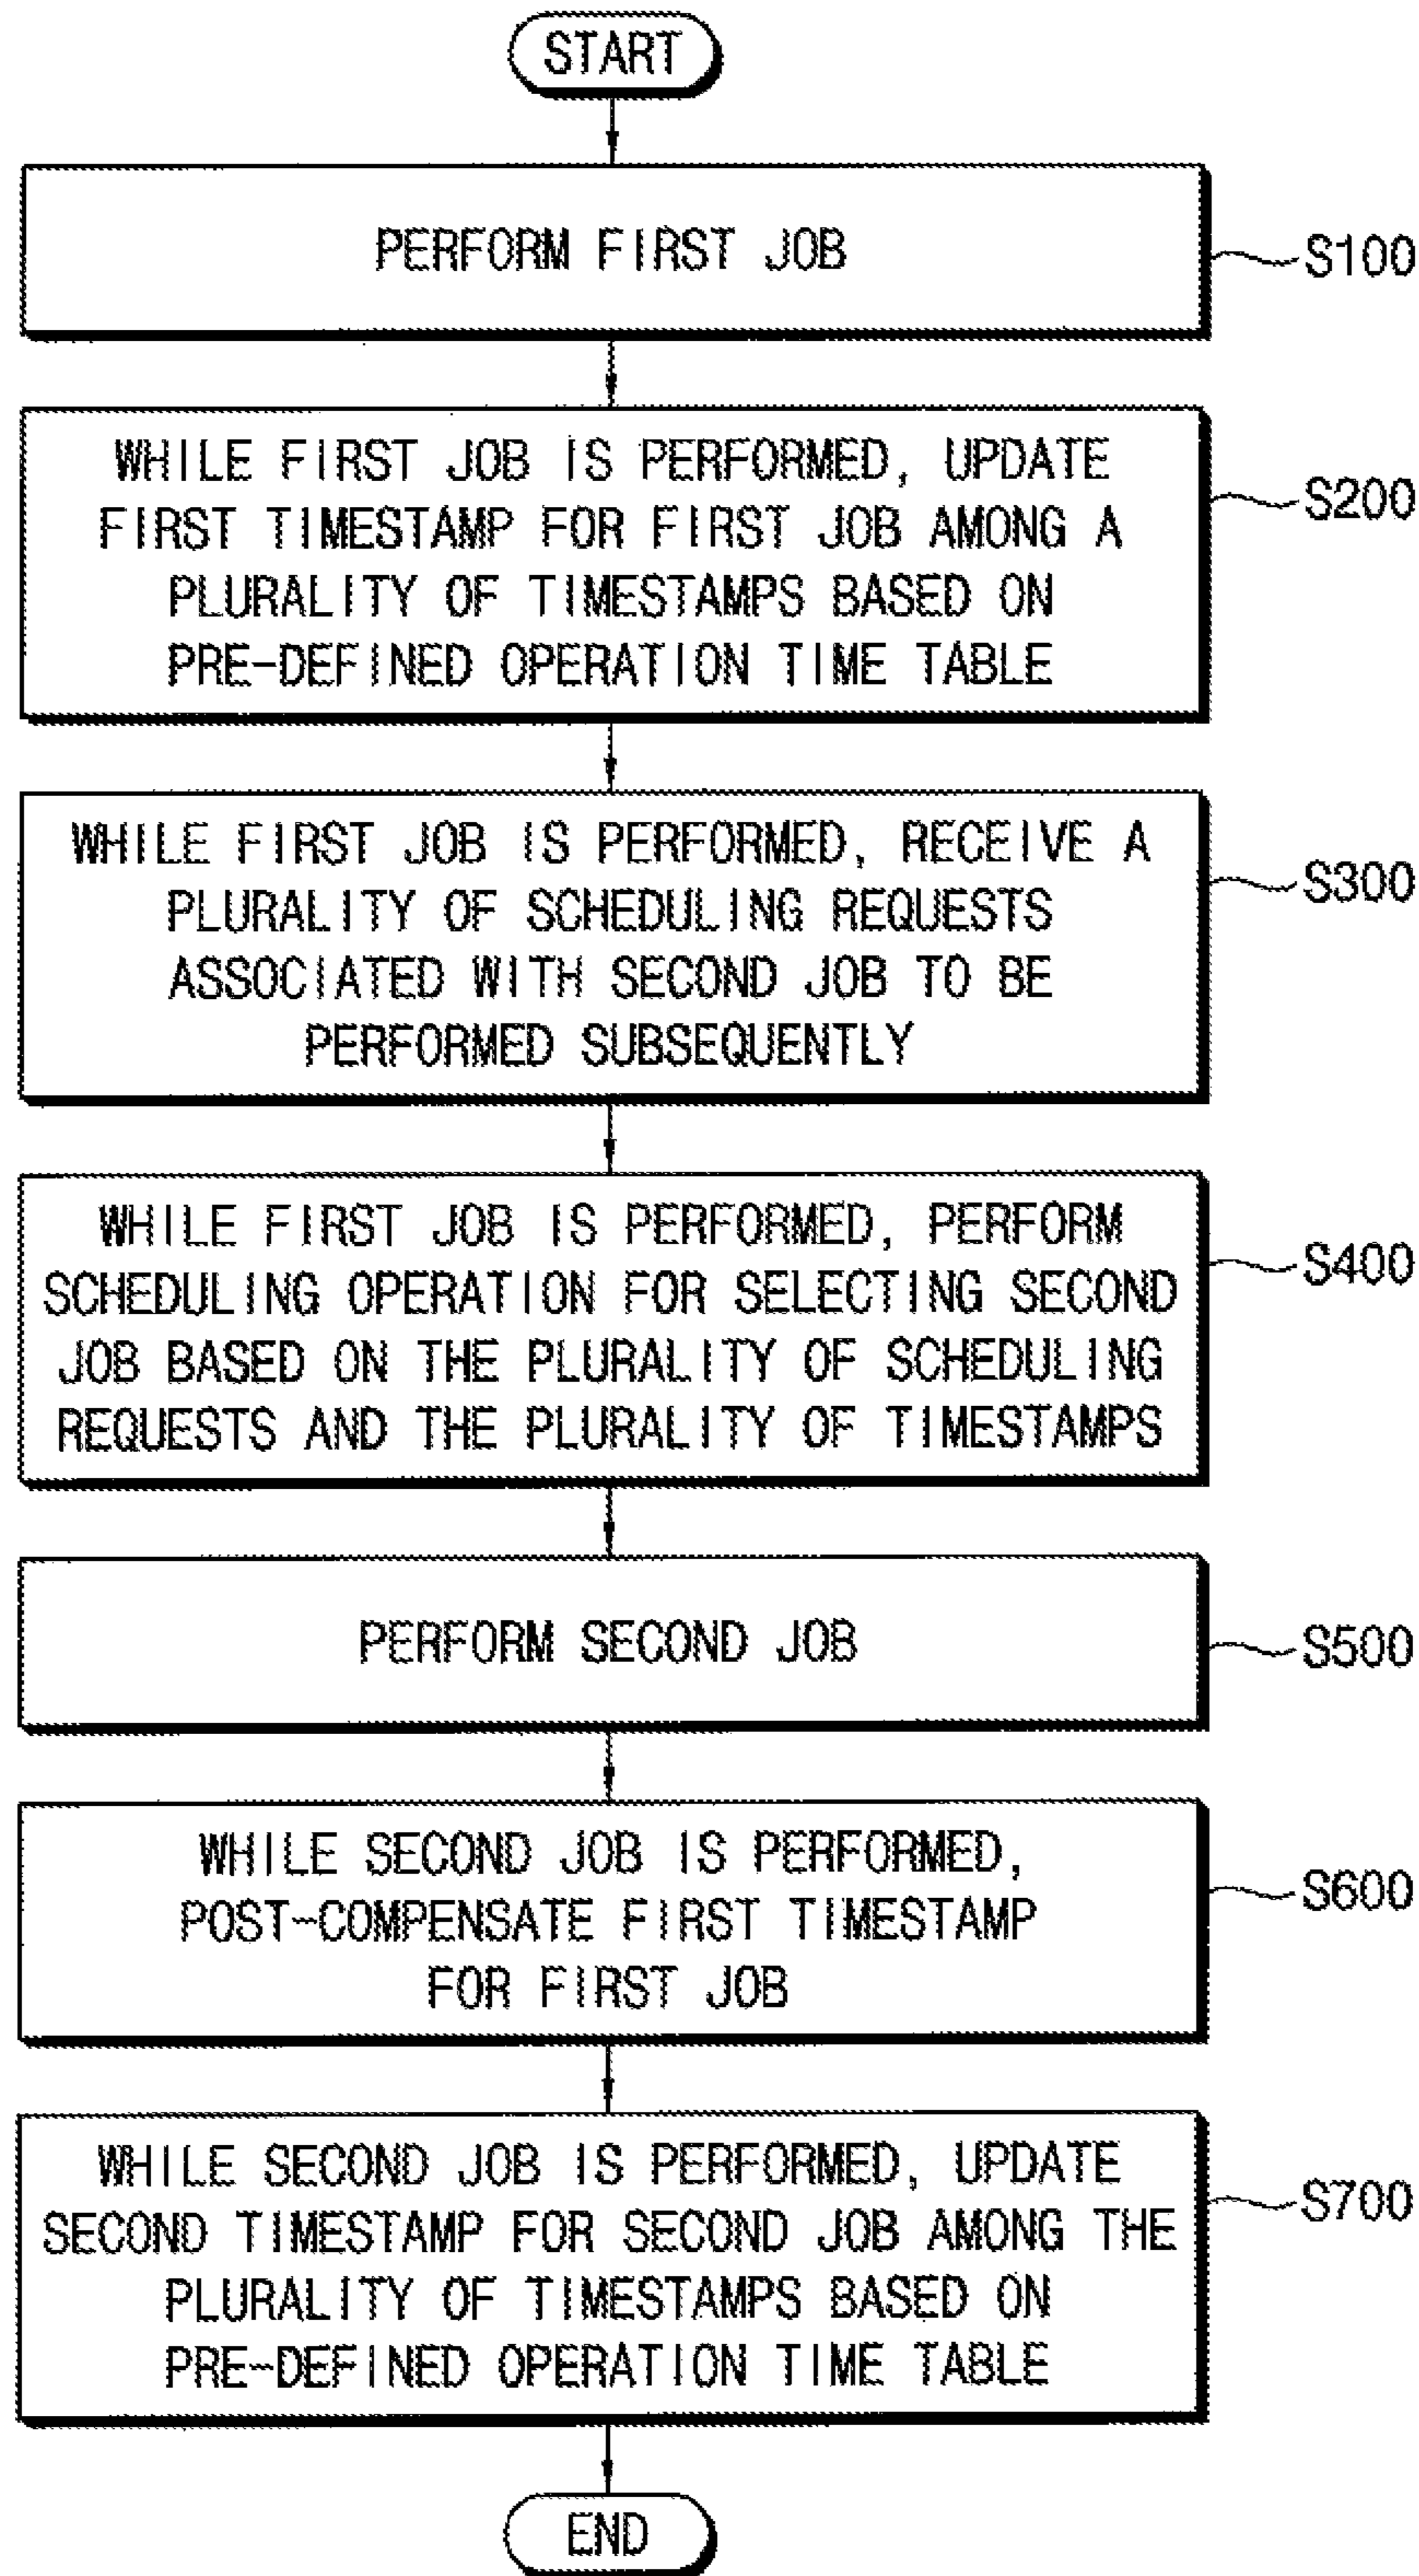 START
PERFORM FIRST JOB
S100
WHILE FIRST JOB IS PERFORMED, UPDATE
FIRST TIMESTAMP FOR FIRST JOB AMONG A
PLURALITY OF TIMESTAMPS BASED ON
PRE-DEFINED OPERATION TIME TABLE
S200
WHILE FIRST JOB IS PERFORMED, RECEIVE A
PLURALITY OF SCHEDULING REQUESTS
ASSOCIATED WITH SECOND JOB TO BE
PERFORMED SUBSEQUENTLY
S300
WHILE FIRST JOB IS PERFORMED, PERFORM
SCHEDULING OPERATION FOR SELECTING SECOND
JOB BASED ON THE PLURALITY OF SCHEDULING
REQUESTS AND THE PLURALITY OF TIMESTAMPS
S400
PERFORM SECOND JOB
S500
WHILE SECOND JOB IS PERFORMED,
POST-COMPENSATE FIRST TIMESTAMP
FOR FIRST JOB
S600
WHILE SECOND JOB IS PERFORMED, UPDATE
SECOND TIMESTAMP FOR SECOND JOB AMONG THE
PLURALITY OF TIMESTAMPS BASED ON
PRE-DEFINED OPERATION TIME TABLE
S700
END